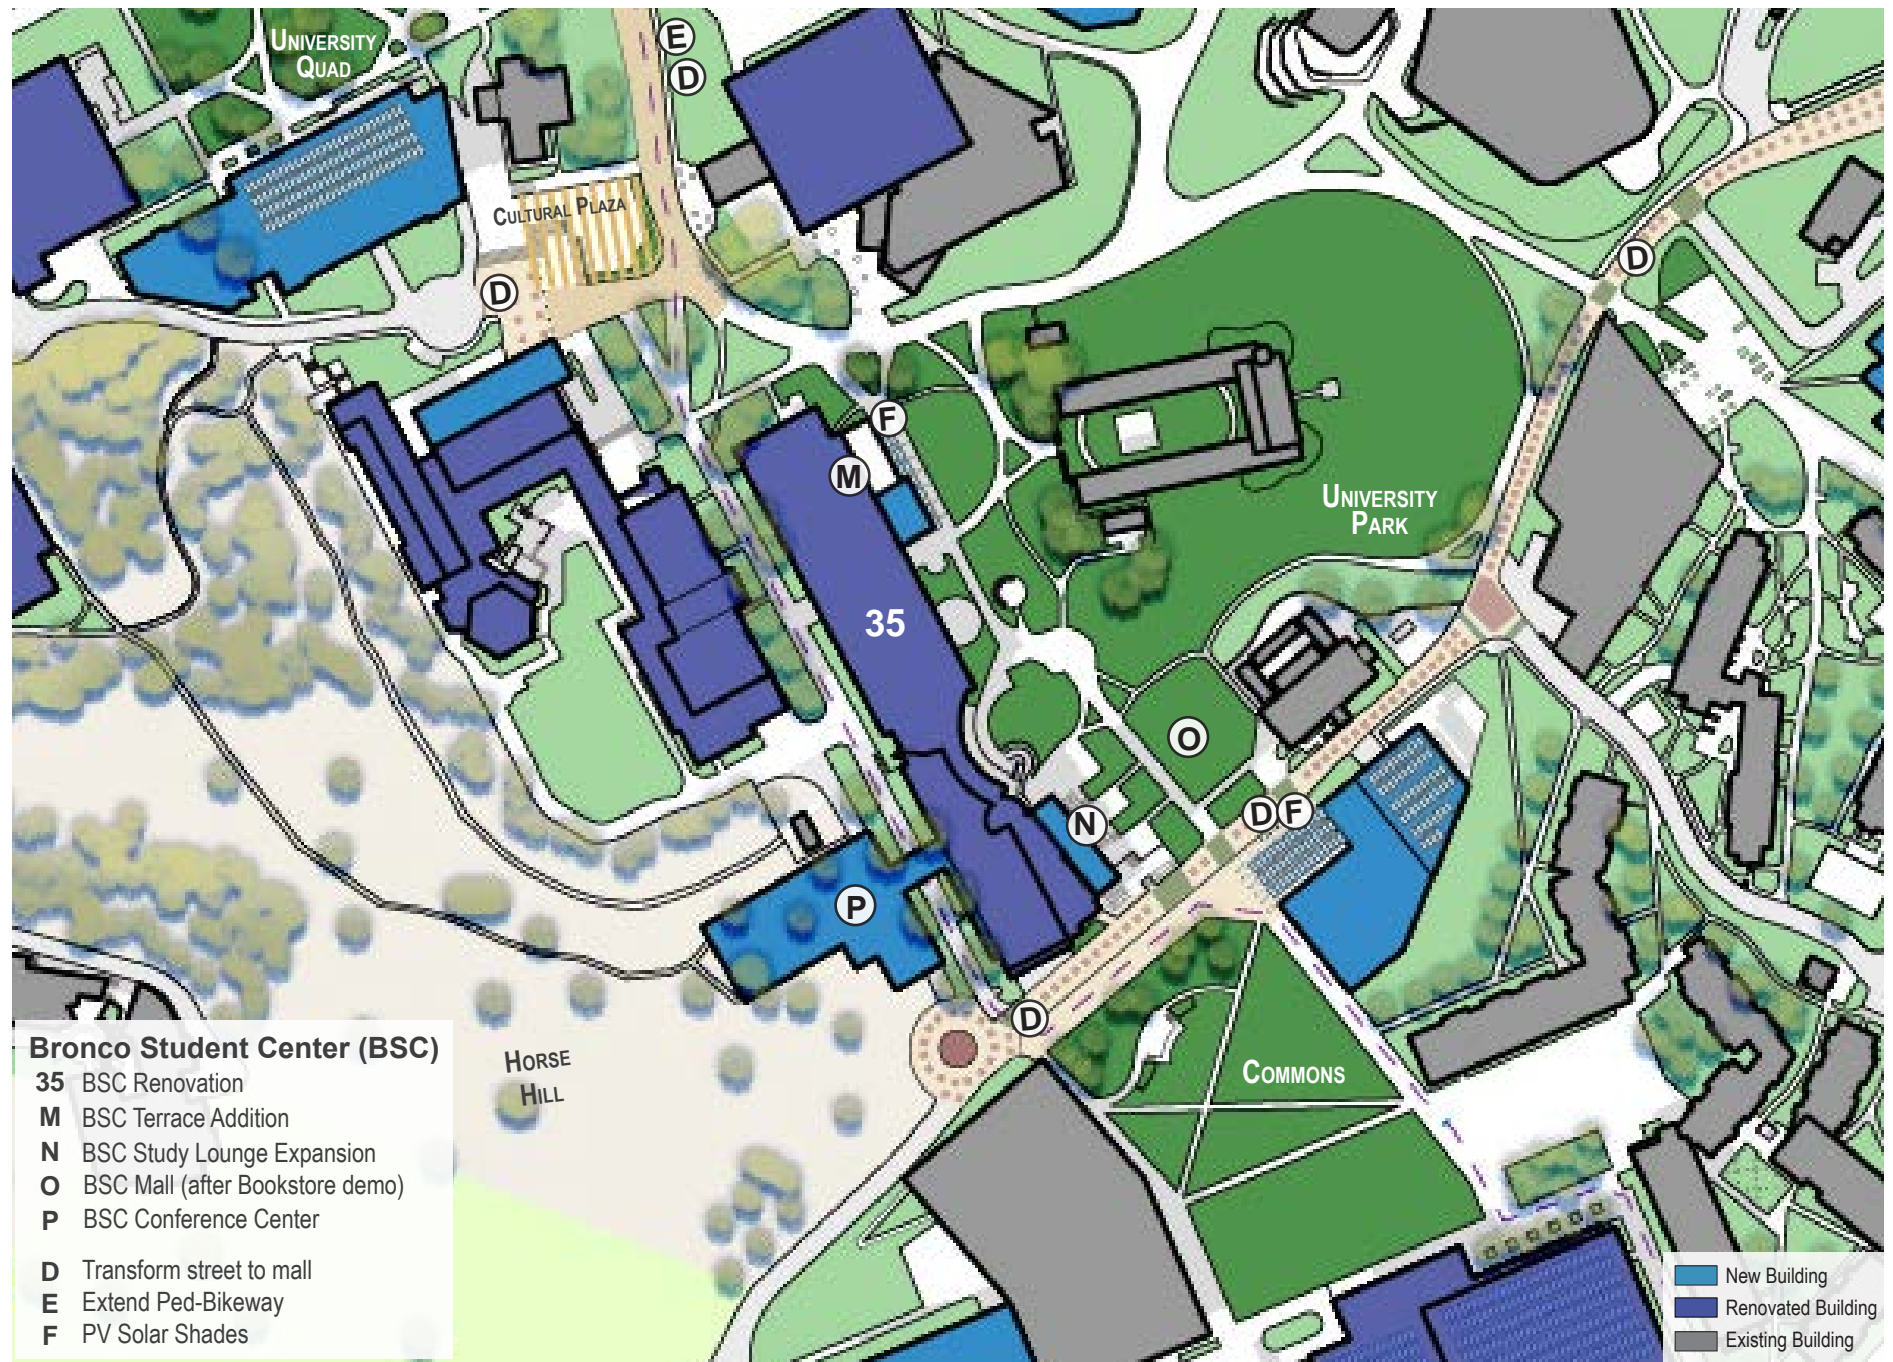 UNIVERSITY
QUAD
E
D
CULTURAL PLAZA
D
D
F
M
UNIVERSITY
PARK
35
O
N
D F
P
D
HORSE
HILL
COMMONS
Bronco Student Center (BSC)
35 BSC Renovation
M BSC Terrace Addition
N BSC Study Lounge Expansion
O BSC Mall (after Bookstore demo)
P BSC Conference Center
D Transform street to mall
E Extend Ped-Bikeway
F PV Solar Shades
New Building
Renovated Building
Existing Building